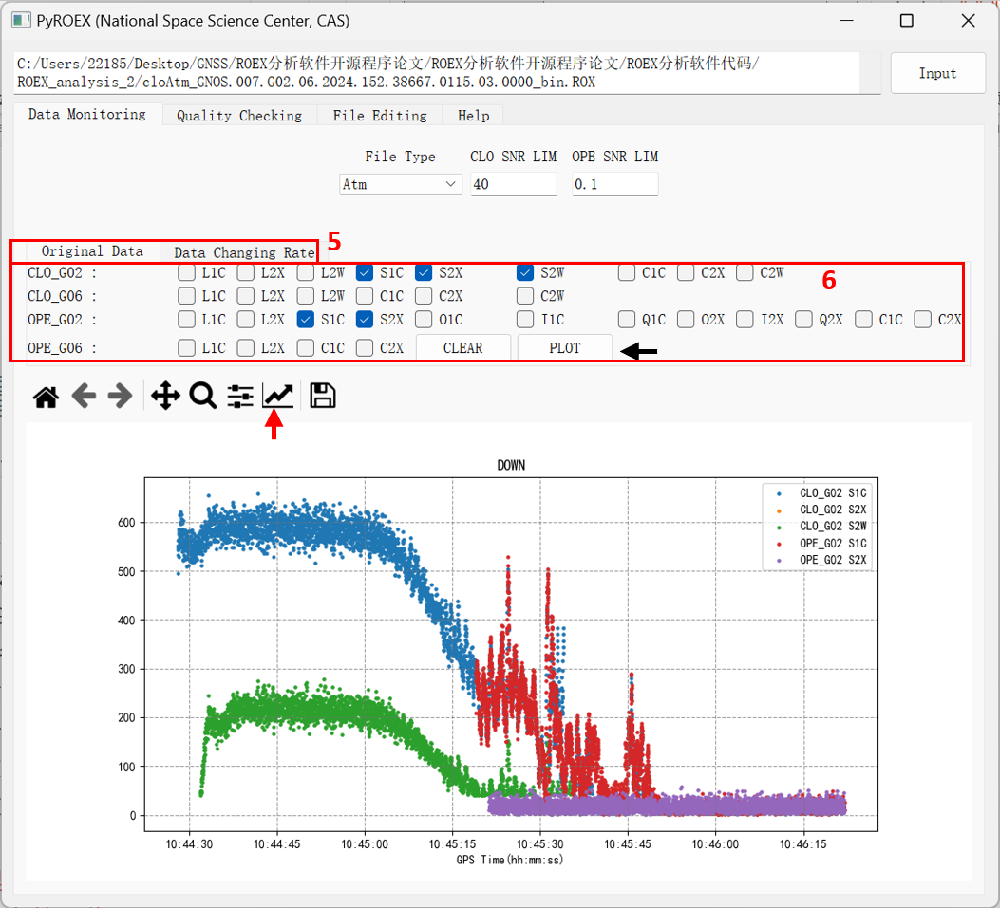 PyROEX (National Space Science Center, CAS)
C:/Users/22185/Desktop/GNSS/ROEX分析软件开源程序论文/ROEX分析软件开源程序论文/ROEX分析软件代码/
ROEX_analysis_2/cloAtm_GNOS.007.G02.06.2024.152.38667.0115.03.0000_bin.ROX
Input
Data Monitoring Quality Checking File Editing Help
File Type CLO SNR LIM OPE SNR LIM
Atm 40 0.1
5
Original Data Data Changing Rate
6
CLO_G02 : L1C L2X L2W S1C S2X S2W C1C C2X C2W
CLO_G06 : L1C L2X L2W C1C C2X C2W
OPE_G02 : L1C L2X S1C S2X O1C I1C Q1C O2X I2X Q2X C1C C2X
OPE_G06 : L1C L2X C1C C2X CLEAR PLOT
DOWN
CLO_G02 S1C
CLO_G02 S2X
CLO_G02 S2W
OPE_G02 S1C
OPE_G02 S2X
600
500
400
300
200
100
0
10:44:30 10:44:45 10:45:00 10:45:15 10:45:30 10:45:45 10:46:00 10:46:15
GPS Time(hh:mm:ss)